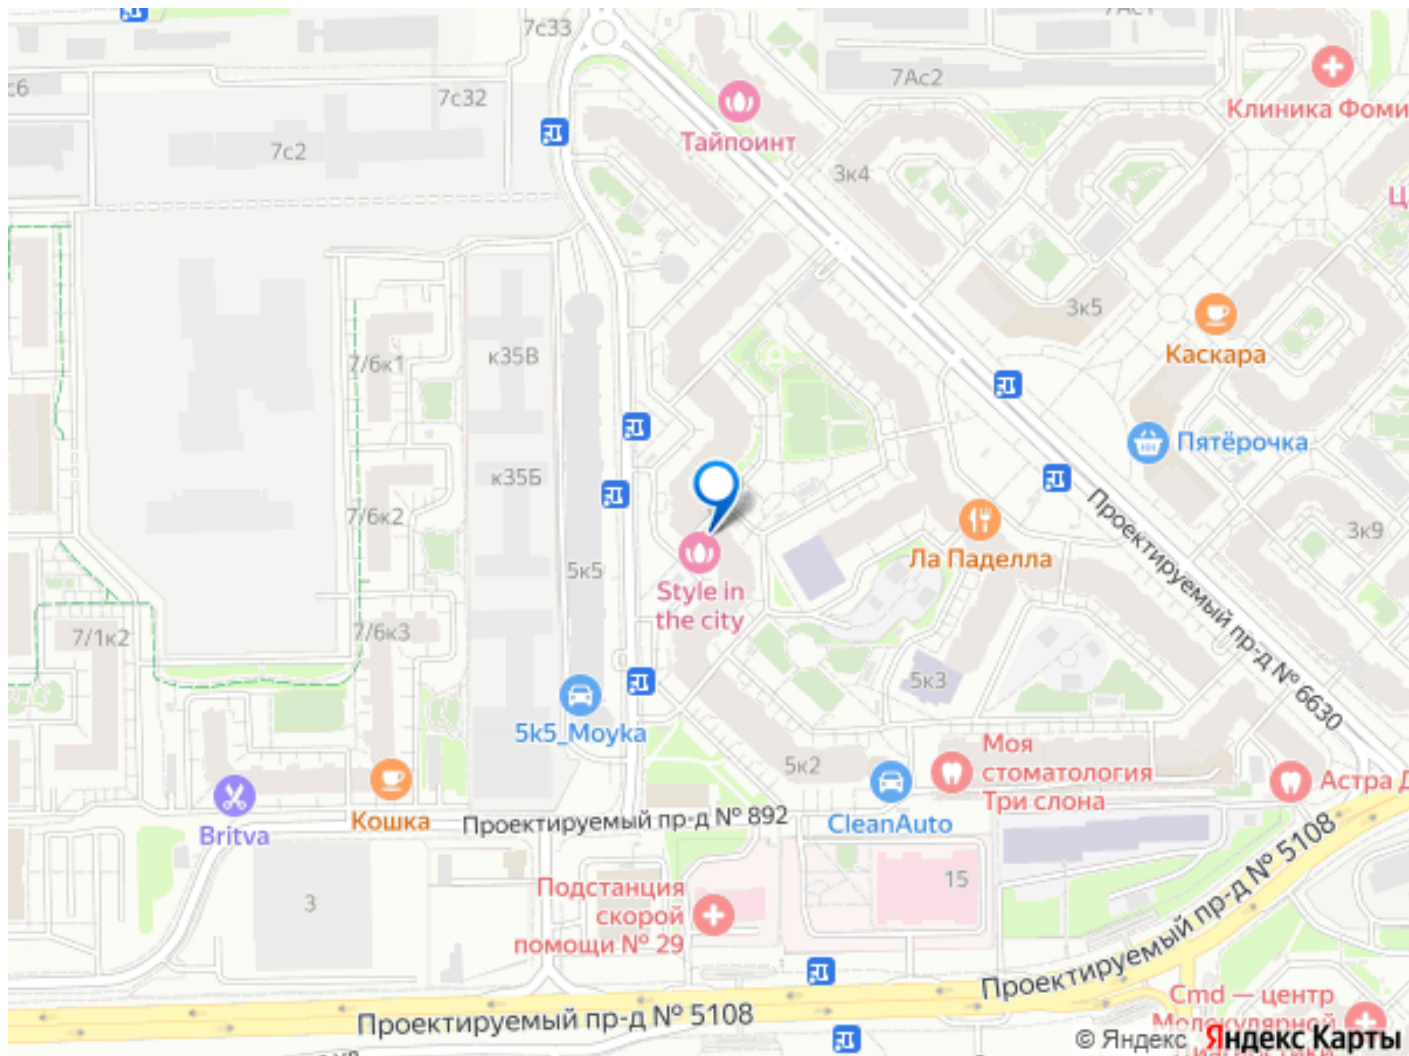 7с33
7Ас1
с6
7с32
7Ас2
Клиника Фоми
Тайпоинт
7с2
3к4
Ц
3к5
7/6к1
к35В
Каскара
Пятёрочка
к35Б
7/6к2
Проектируемый пр-д № 6630
3к9
Ла Паделла
5к5
Style in
the city
7/1к2
7/6к3
5к3
5k5_Moyka
5к2
Моя
стоматология
Три слона
Астра Д
Britva
Кошка
Проектируемый пр-д № 892
CleanAuto
Проектируемый пр-д № 5108
3
Подстанция
скорой
помощи № 29
15
Проектируемый пр-д № 5108
Cmd — центр
Молекулярной
© Яндекс Яндекс Карты